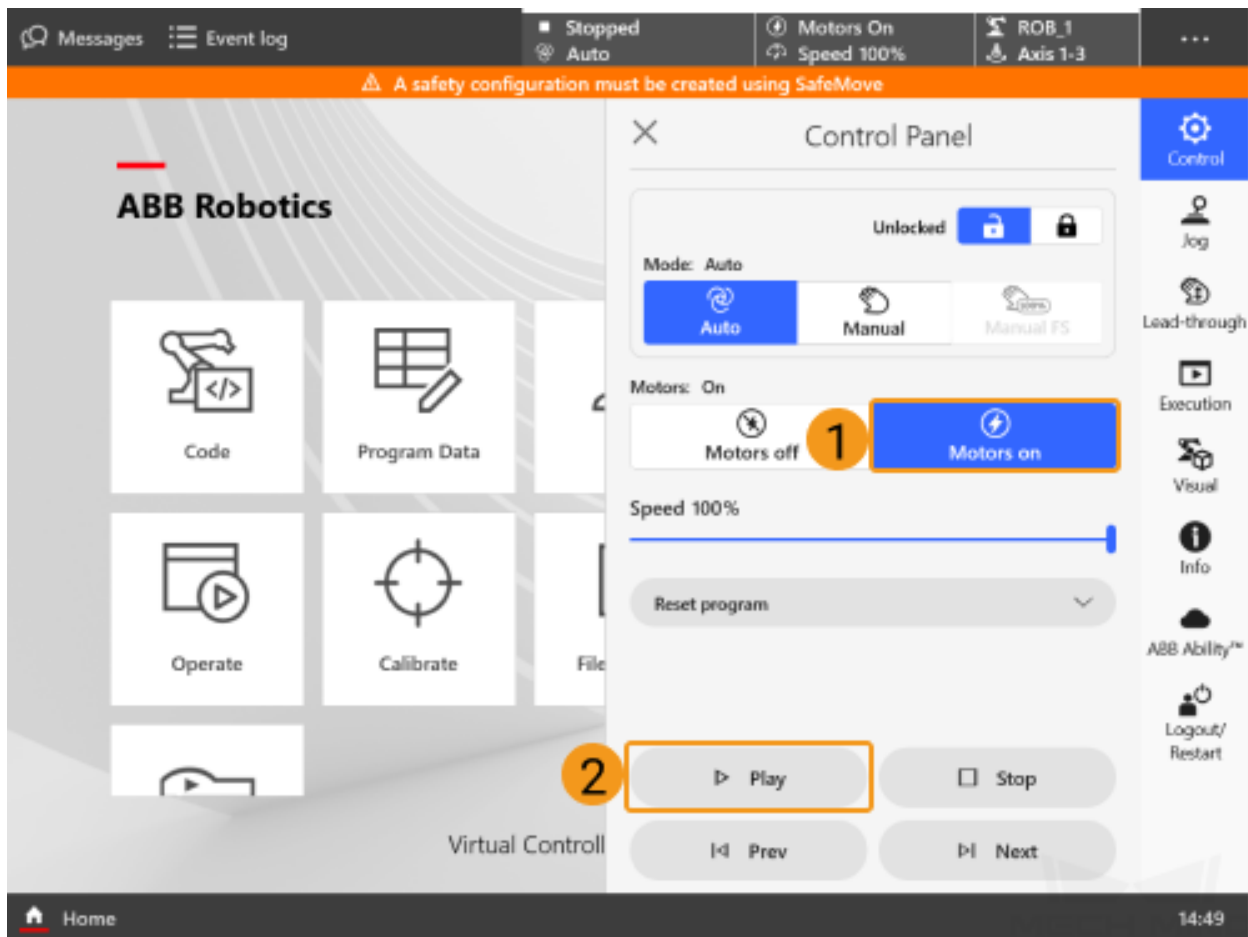 Messages Event log
Stopped Motors On ROB_1
Auto Speed 100% Axis 1-3
A safety configuration must be created using SafeMove
Control Panel
Control
ABB Robotics
Unlocked
Jog
Mode: Auto
Auto Manual Manual FS
Lead-through
Motors: On
Execution
1
Motors off Motors on
Code Program Data
Visual
Speed 100%
Info
Reset program
Operate Calibrate File
ABB Ability™
Logout/
Restart
2
Play Stop
Virtual Controll
Prev Next
Home 14:49